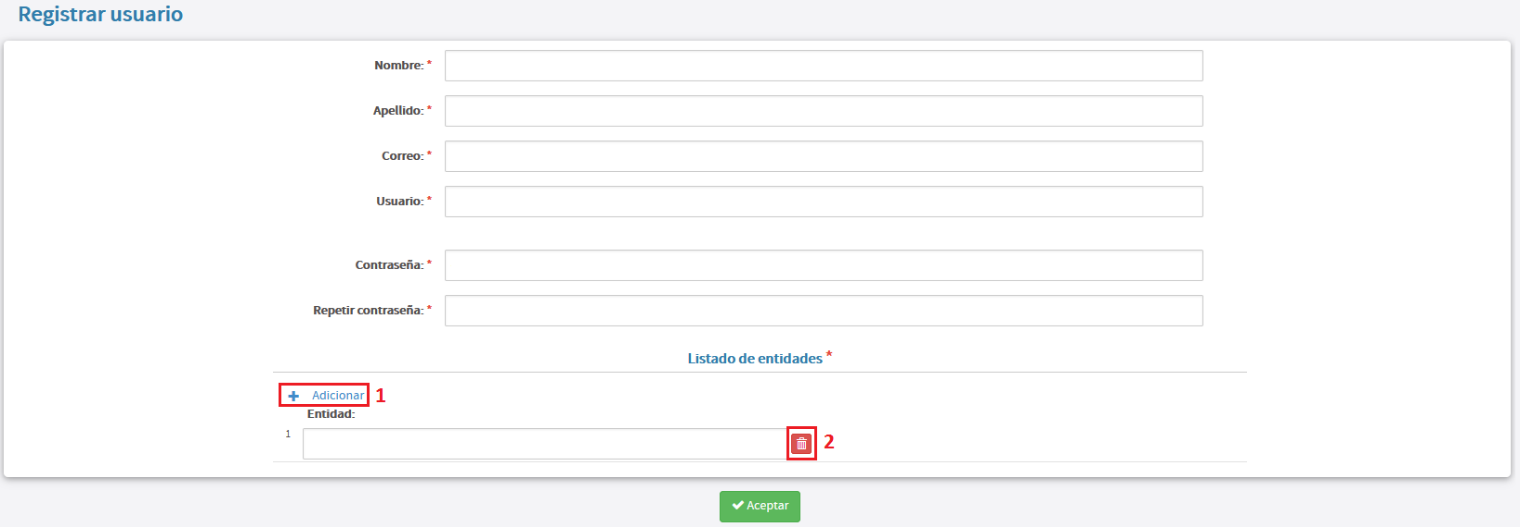 Registrar usuario
Nombre: *
Apellido: *
Correo: *
Usuario: *
Contraseña: *
Repetir contraseña: *
Listado de entidades *
+ Adicionar 1
Entidad:
1
2
Aceptar